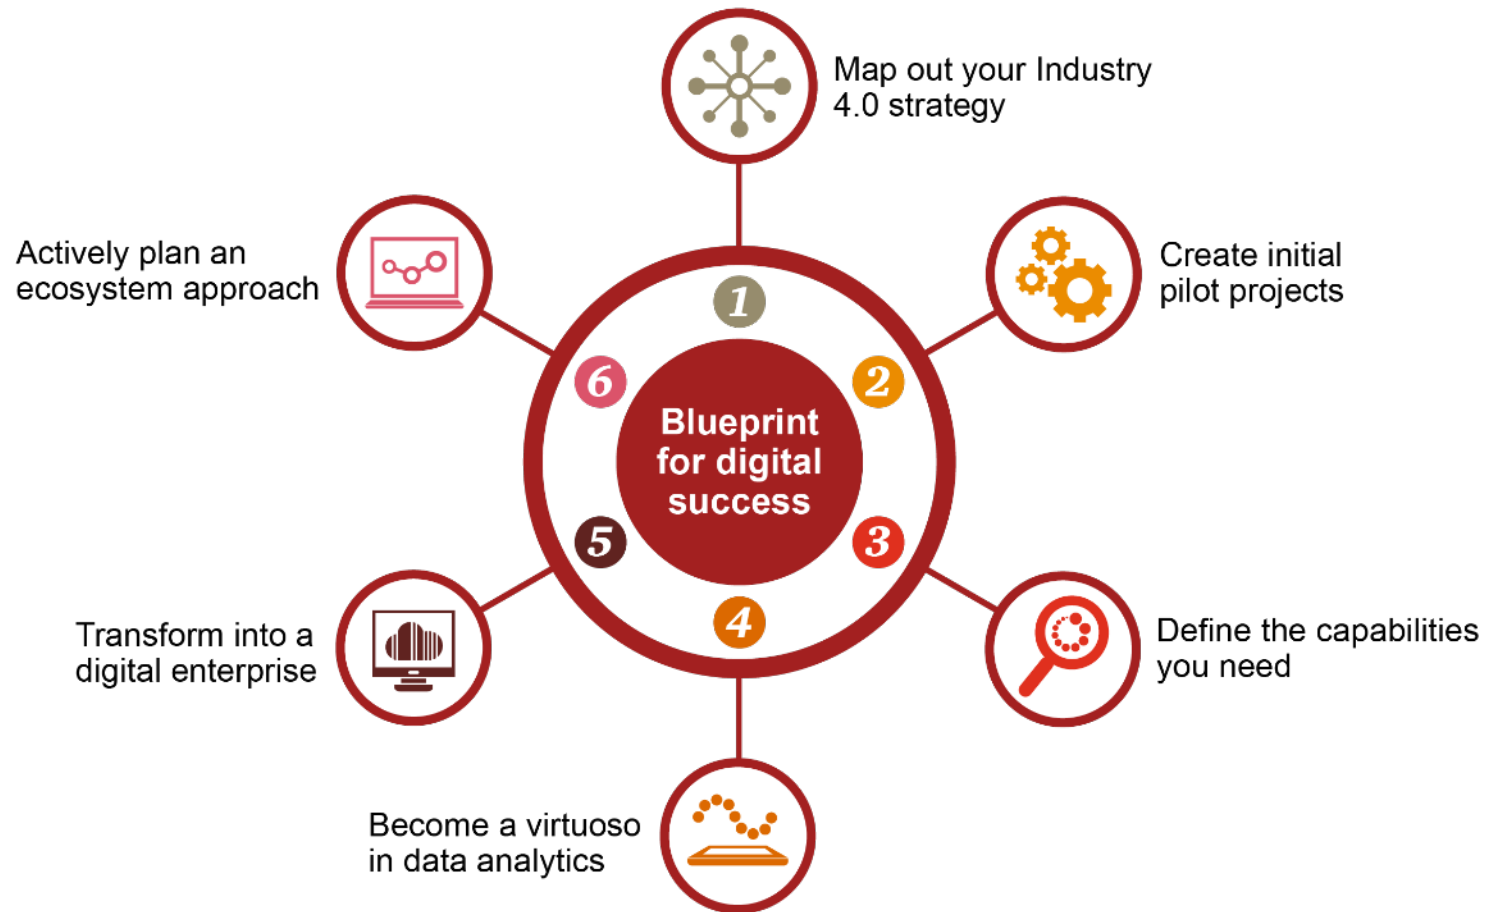 Blueprint
for digital
success
1
Map out your Industry
4.0 strategy
2
Create initial
pilot projects
3
Define the capabilities
you need
4
Become a virtuoso
in data analytics
5
Transform into a
digital enterprise
6
Actively plan an
ecosystem approach